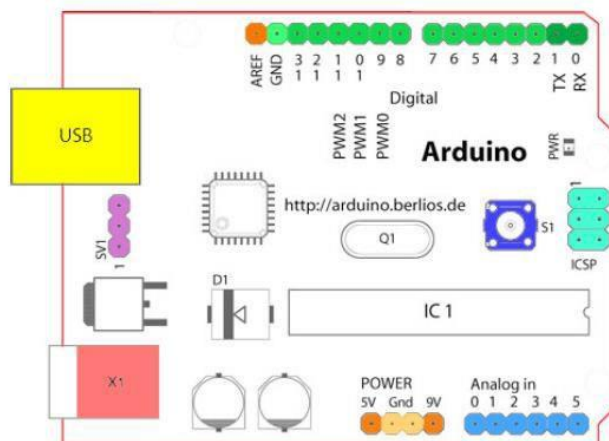 AREF
GND
13
12
11
10
9
8
7
6
5
4
3
2
1
0
TX
RX
Digital
USB
PWM2
PWM1
PWM0
Arduino
PWR
http://arduino.berlios.de
SV1
1
Q1
S1
1
ICSP
D1
IC 1
X1
POWER
5V Gnd 9V
Analog in
0 1 2 3 4 5